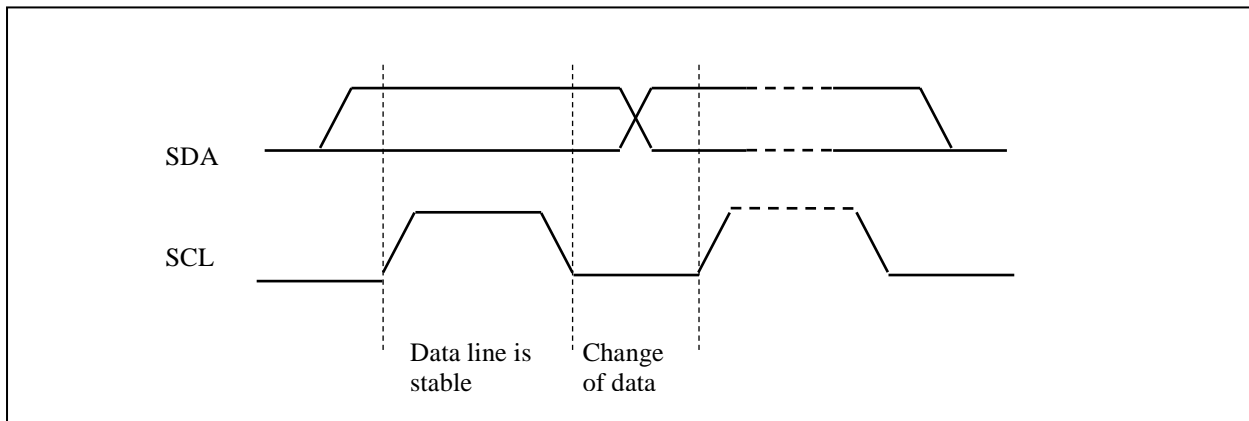 SDA
SCL
Data line is
stable
Change
of data